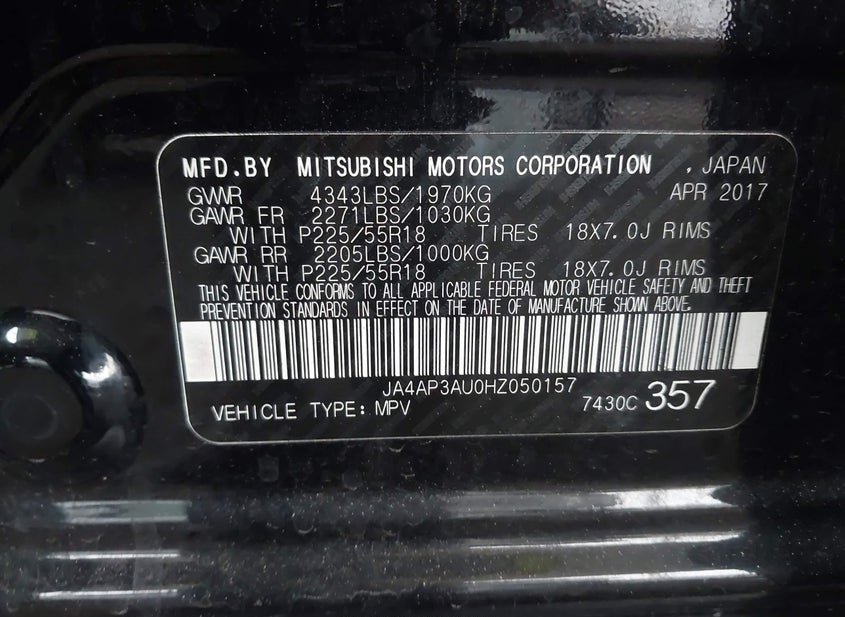 MFD.BY MITSUBISHI MOTORS CORPORATION , JAPAN
GVWR 4343LBS/1970KG APR 2017
GAWR FR 2271LBS/1030KG
WITH P225/55R18 TIRES 18X7.0J RIMS
GAWR RR 2205LBS/1000KG
WITH P225/55R18 TIRES 18X7.0J RIMS
THIS VEHICLE CONFORMS TO ALL APPLICABLE FEDERAL MOTOR VEHICLE SAFETY AND THEFT
PREVENTION STANDARDS IN EFFECT ON THE DATE OF MANUFACTURE SHOWN ABOVE.
JA4AP3AU0HZ050157
VEHICLE TYPE: MPV 7430C 357